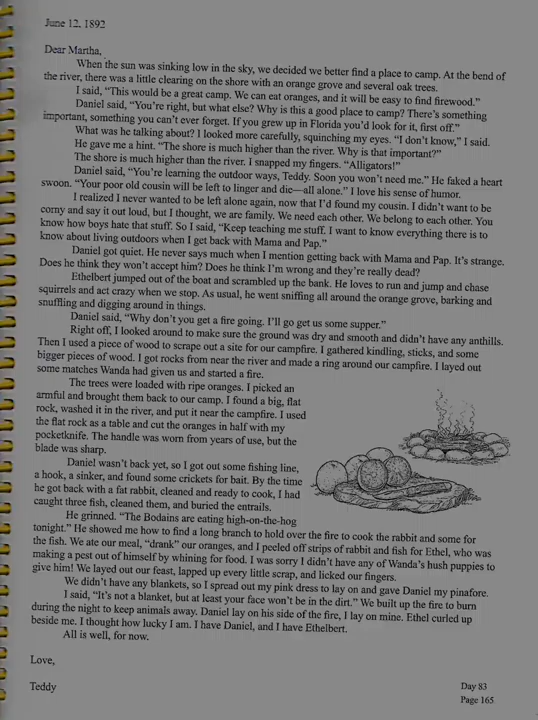 June 12, 1892
Dear Martha,
When the sun was sinking low in the sky, we decided we better find a place to camp. At the bend of
the river, there was a little clearing on the shore with an orange grove and several oak trees.
I said, “This would be a great camp. We can eat oranges, and it will be easy to find firewood.”
Daniel said, “You’re right, but what else? Why is this a good place to camp? There’s something
important, something you can’t ever forget. If you grew up in Florida you’d look for it, first off.”
What was he talking about? I looked more carefully, squinching my eyes. “I don’t know,” I said.
He gave me a hint. “The shore is much higher than the river. Why is that important?”
The shore is much higher than the river. I snapped my fingers. “Alligators!”
Daniel said, “You’re learning the outdoor ways, Teddy. Soon you won’t need me.” He faked a heart
swoon. “Your poor old cousin will be left to linger and die—all alone.” I love his sense of humor.
I realized I never wanted to be left alone again, now that I’d found my cousin. I didn’t want to be
corny and say it out loud, but I thought, we are family. We need each other. We belong to each other. You
know how boys hate that stuff. So I said, “Keep teaching me stuff. I want to know everything there is to
know about living outdoors when I get back with Mama and Pap.”
Daniel got quiet. He never says much when I mention getting back with Mama and Pap. It’s strange.
Does he think they won’t accept him? Does he think I’m wrong and they’re really dead?
Ethelbert jumped out of the boat and scrambled up the bank. He loves to run and jump and chase
squirrels and act crazy when we stop. As usual, he went sniffing all around the orange grove, barking and
snuffling and digging around in things.
Daniel said, “Why don’t you get a fire going. I’ll go get us some supper.”
Right off, I looked around to make sure the ground was dry and smooth and didn’t have any anthills.
Then I used a piece of wood to scrape out a site for our campfire. I gathered kindling, sticks, and some
bigger pieces of wood. I got rocks from near the river and made a ring around our campfire. I layed out
some matches Wanda had given us and started a fire.
The trees were loaded with ripe oranges. I picked an
armful and brought them back to our camp. I found a big, flat
rock, washed it in the river, and put it near the campfire. I used
the flat rock as a table and cut the oranges in half with my
pocketknife. The handle was worn from years of use, but the
blade was sharp.
Daniel wasn’t back yet, so I got out some fishing line,
a hook, a sinker, and found some crickets for bait. By the time
he got back with a fat rabbit, cleaned and ready to cook, I had
caught three fish, cleaned them, and buried the entrails.
He grinned. “The Bodains are eating high-on-the-hog
tonight.” He showed me how to find a long branch to hold over the fire to cook the rabbit and some for
the fish. We ate our meal, “drank” our oranges, and I peeled off strips of rabbit and fish for Ethel, who was
making a pest out of himself by whining for food. I was sorry I didn’t have any of Wanda’s hush puppies to
give him! We layed out our feast, lapped up every little scrap, and licked our fingers.
We didn’t have any blankets, so I spread out my pink dress to lay on and gave Daniel my pinafore.
I said, “It’s not a blanket, but at least your face won’t be in the dirt.” We built up the fire to burn
during the night to keep animals away. Daniel lay on his side of the fire, I lay on mine. Ethel curled up
beside me. I thought how lucky I am. I have Daniel, and I have Ethelbert.
All is well, for now.
Love,
Teddy
Day 83
Page 165